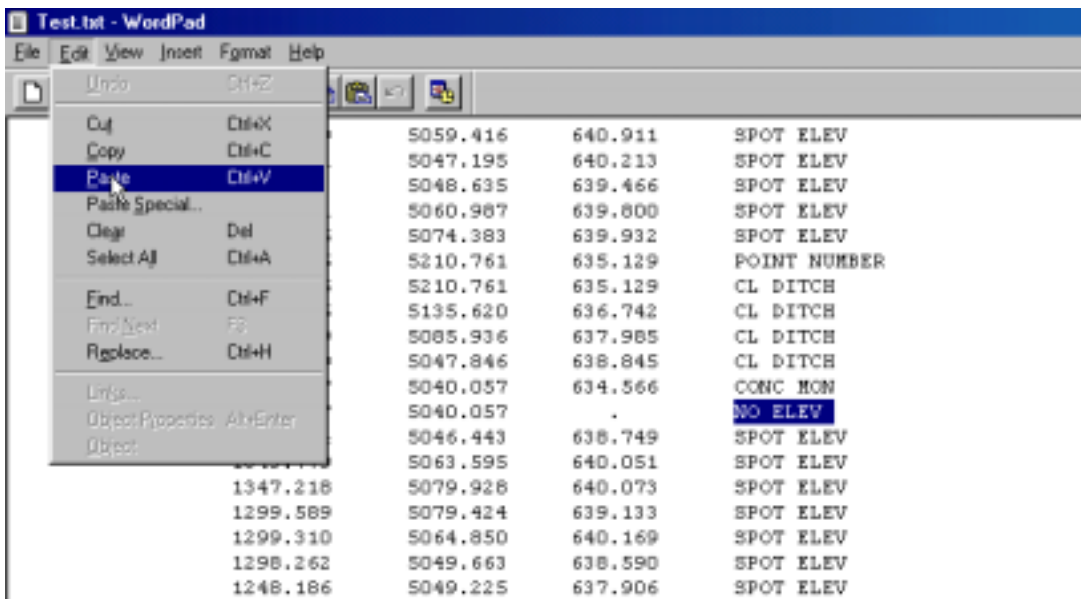 Test.txt - WordPad
File Edit View Insert Format Help
Undo Ctrl+Z
Cut Ctrl+X
Copy Ctrl+C
Paste Ctrl+V
Paste Special...
Clear Del
Select All Ctrl+A
Find... Ctrl+F
Find Next F3
Replace... Ctrl+H
Links...
Object Properties Alt+Enter
Object
5059.416 640.911 SPOT ELEV
5047.195 640.213 SPOT ELEV
5048.635 639.466 SPOT ELEV
5060.987 639.800 SPOT ELEV
5074.383 639.932 SPOT ELEV
5210.761 635.129 POINT NUMBER
5210.761 635.129 CL DITCH
5135.620 636.742 CL DITCH
5085.936 637.985 CL DITCH
5047.846 638.845 CL DITCH
5040.057 634.566 CONC MON
5040.057 . NO ELEV
5046.443 638.749 SPOT ELEV
5063.595 640.051 SPOT ELEV
1347.218 5079.928 640.073 SPOT ELEV
1299.589 5079.424 639.133 SPOT ELEV
1299.310 5064.850 640.169 SPOT ELEV
1298.262 5049.663 638.590 SPOT ELEV
1248.186 5049.225 637.906 SPOT ELEV